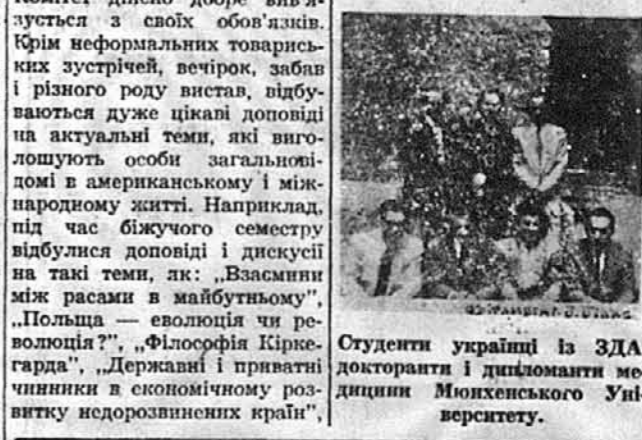 Комітет дійсно добре вив'я-
зується з своїх обов'язків.
Крім неформальних товарись-
ких зустрічей, вечірок, забав
і різного роду вистав, відбу-
ваються дуже цікаві доповіді
на актуальні теми, які виго-
лошують особи загальнові-
домі в американському і між-
народному житті. Наприклад,
під час біжучого семестру
відбулися доповіді і дискусії
на такі теми, як: „Взаємини
між расами в майбутньому”,
„Польща — еволюція чи ре-
волюція?”, „Філософія Кірке-
гарда”, „Державні і приватні
чинники в економічному роз-
витку недорозвинених країн”,
Студенти українці із ЗДА
докторанти і дипломанти ме-
дицини Мюнхенського Уні-
верситету.